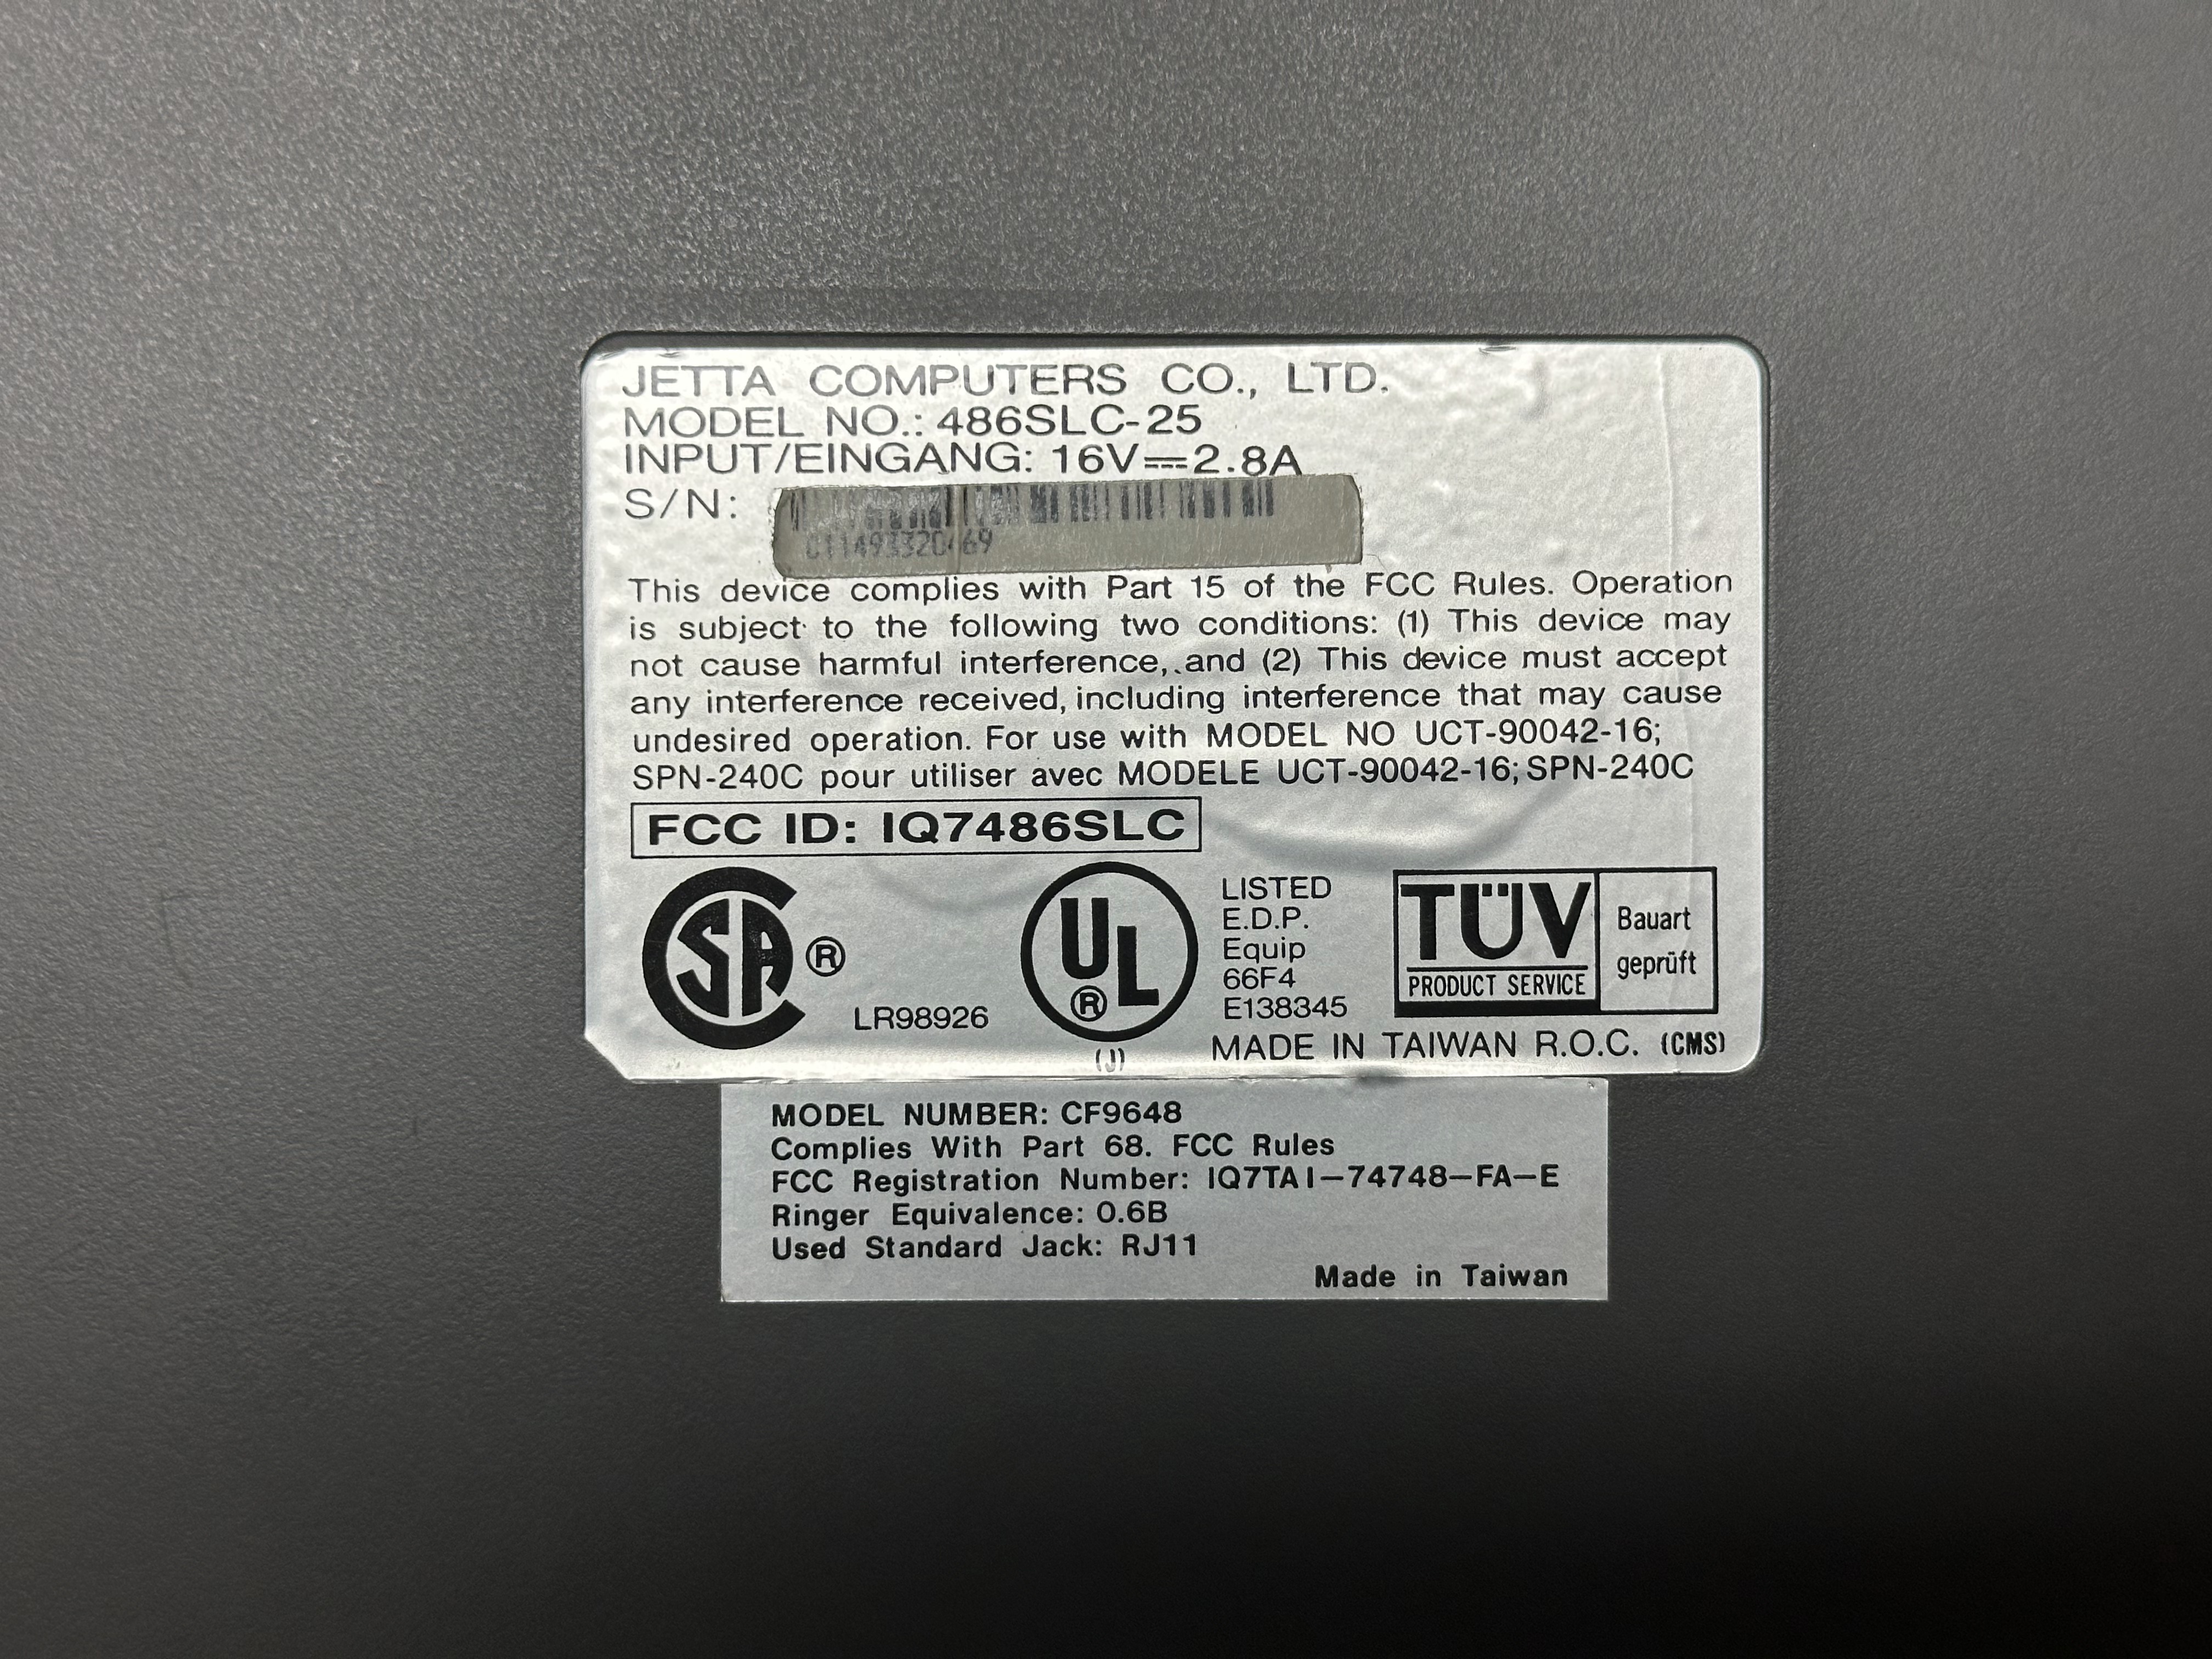 JETTA COMPUTERS CO., LTD.
MODEL NO.: 486SLC-25
INPUT/EINGANG: 16V⎓2.8A
S/N:
This device complies with Part 15 of the FCC Rules. Operation
is subject to the following two conditions: (1) This device may
not cause harmful interference, and (2) This device must accept
any interference received, including interference that may cause
undesired operation. For use with MODEL NO UCT-90042-16;
SPN-240C pour utiliser avec MODELE UCT-90042-16; SPN-240C
FCC ID: IQ7486SLC
CSA ®
LR98926
UL ®
(J)
LISTED
E.D.P.
Equip
66F4
E138345
TÜV
PRODUCT SERVICE
Bauart
geprüft
MADE IN TAIWAN R.O.C. (CMS)
MODEL NUMBER: CF9648
Complies With Part 68. FCC Rules
FCC Registration Number: IQ7TAI-74748-FA-E
Ringer Equivalence: 0.6B
Used Standard Jack: RJ11
Made in Taiwan